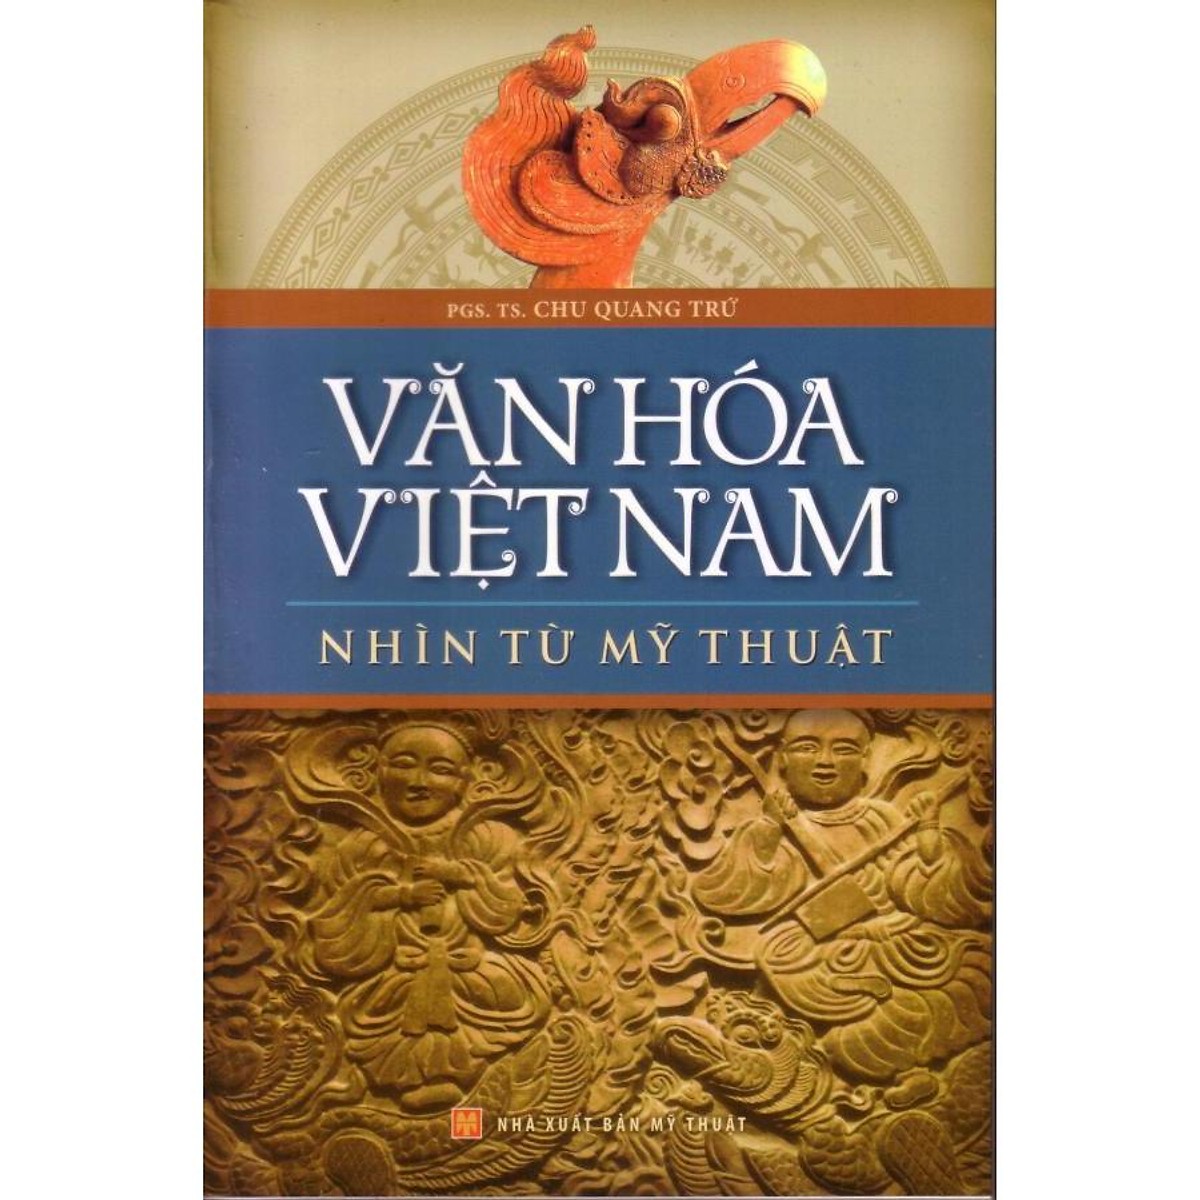 PGS. TS. CHU QUANG TRỨ
VĂN HÓA
VIỆT NAM
NHÌN TỪ MỸ THUẬT
NHÀ XUẤT BẢN MỸ THUẬT